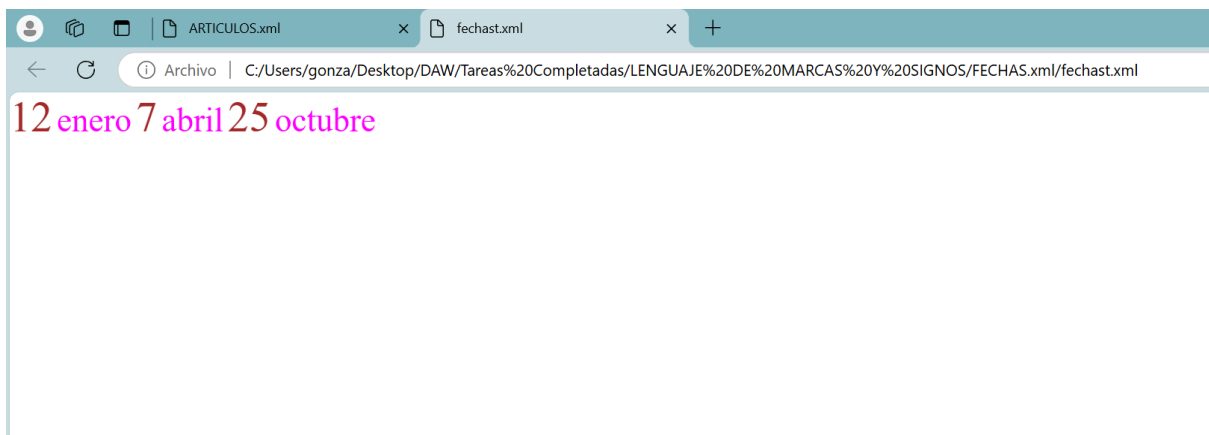 ARTICULOS.xml fechast.xml
Archivo C:/Users/gonza/Desktop/DAW/Tareas%20Completadas/LENGUAJE%20DE%20MARCAS%20Y%20SIGNOS/FECHAS.xml/fechast.xml
12 enero 7 abril 25 octubre